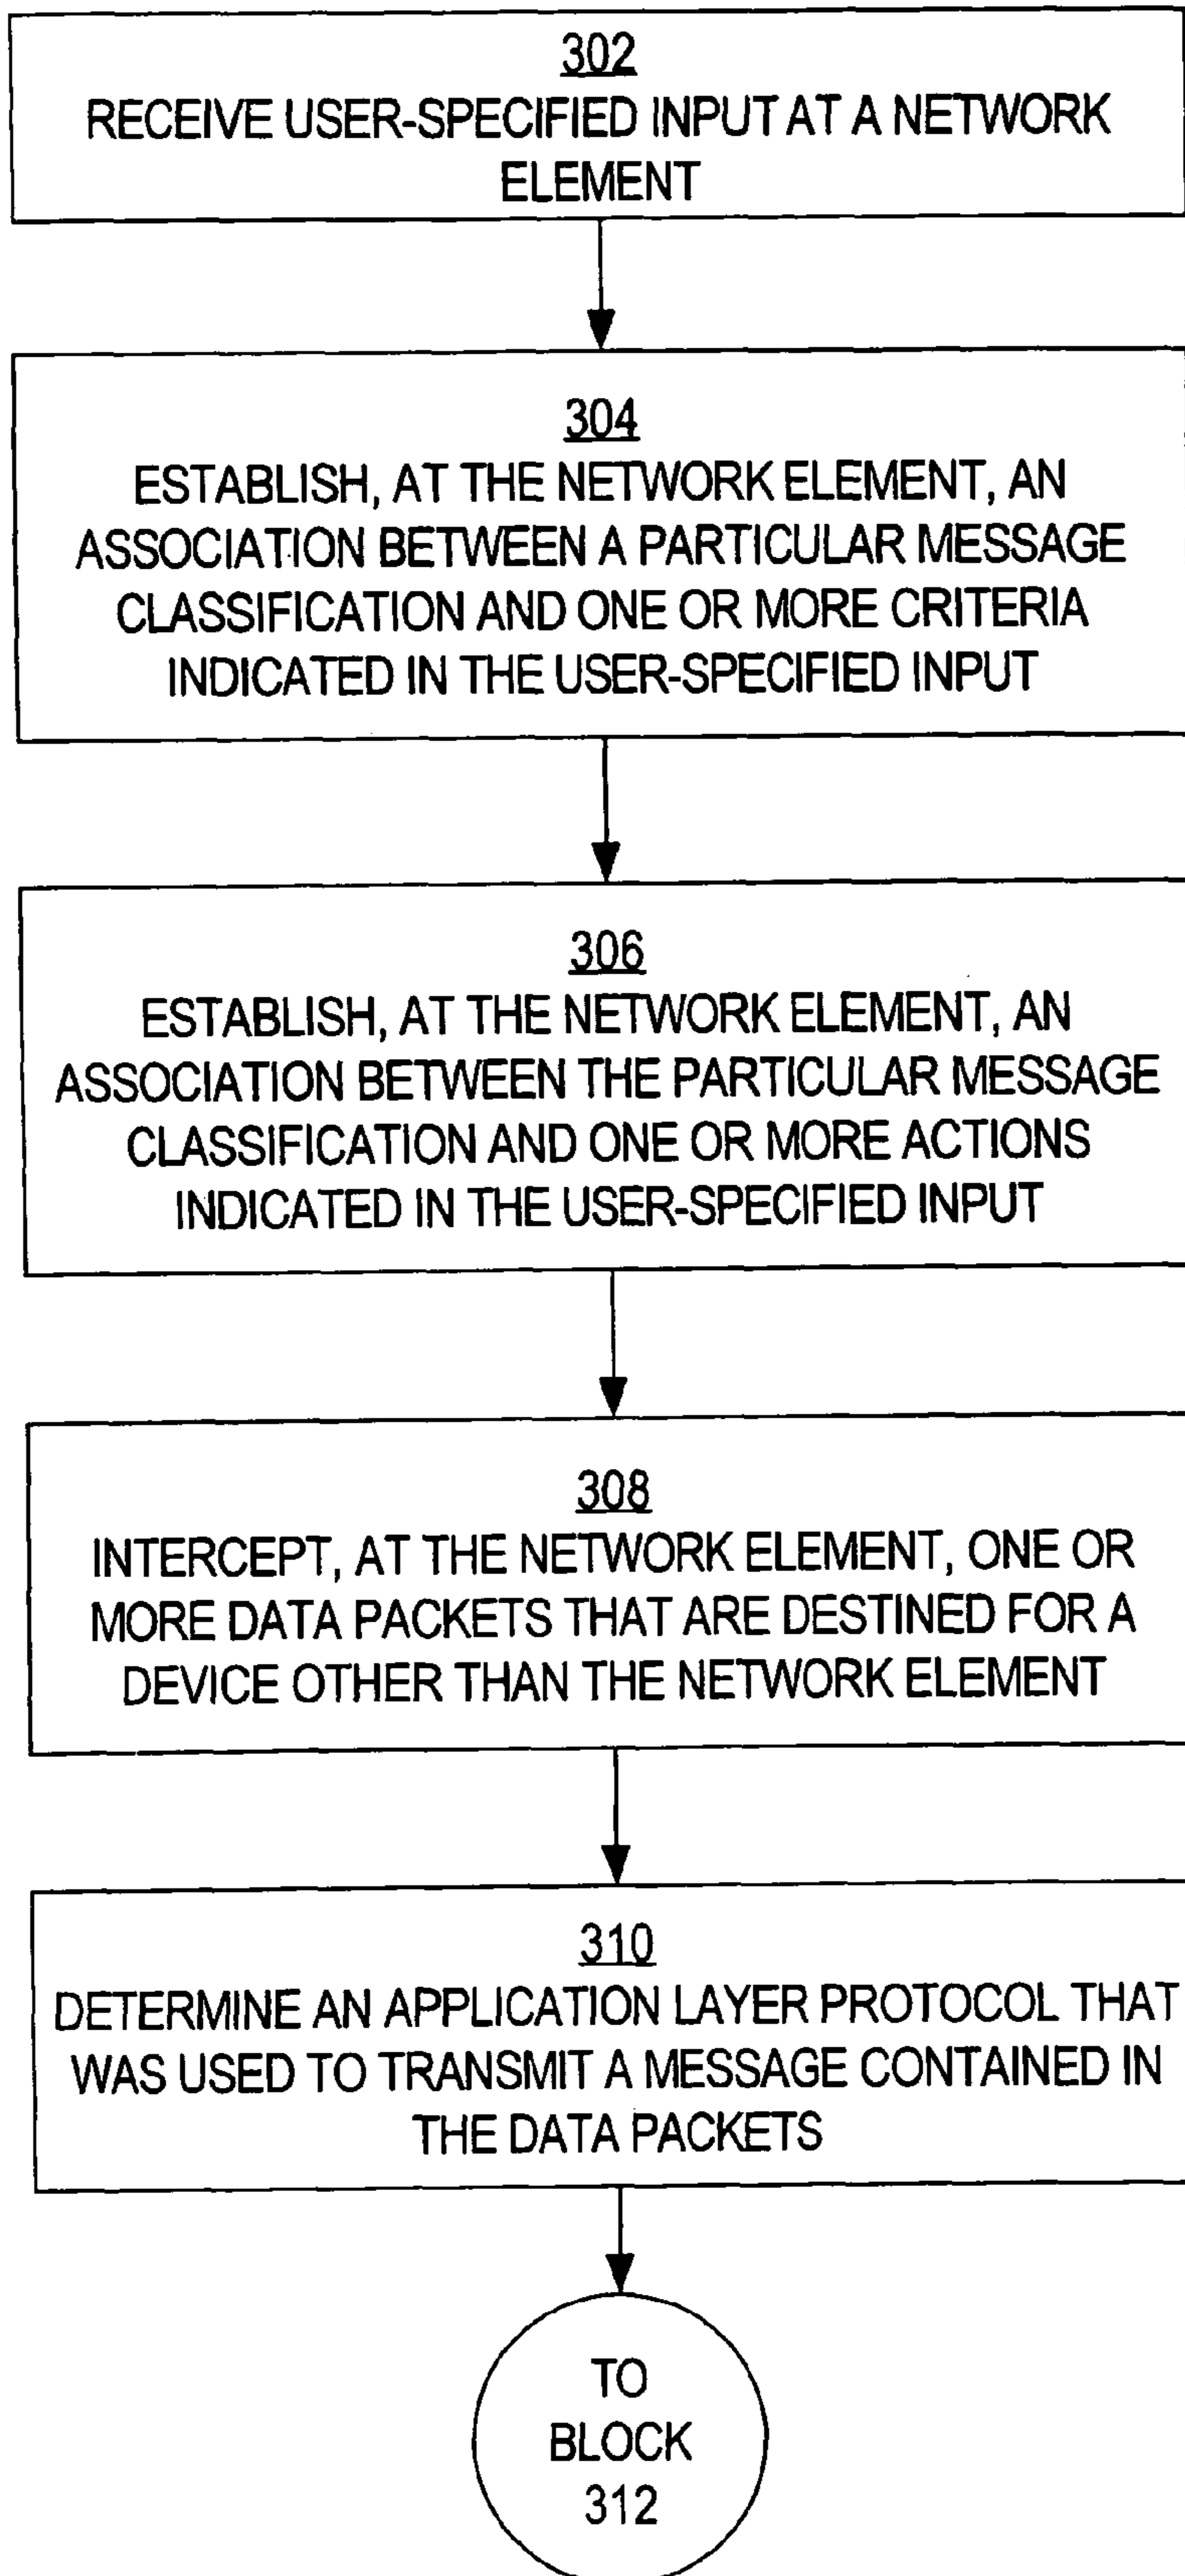 302
RECEIVE USER-SPECIFIED INPUT AT A NETWORK
ELEMENT
304
ESTABLISH, AT THE NETWORK ELEMENT, AN
ASSOCIATION BETWEEN A PARTICULAR MESSAGE
CLASSIFICATION AND ONE OR MORE CRITERIA
INDICATED IN THE USER-SPECIFIED INPUT
306
ESTABLISH, AT THE NETWORK ELEMENT, AN
ASSOCIATION BETWEEN THE PARTICULAR MESSAGE
CLASSIFICATION AND ONE OR MORE ACTIONS
INDICATED IN THE USER-SPECIFIED INPUT
308
INTERCEPT, AT THE NETWORK ELEMENT, ONE OR
MORE DATA PACKETS THAT ARE DESTINED FOR A
DEVICE OTHER THAN THE NETWORK ELEMENT
310
DETERMINE AN APPLICATION LAYER PROTOCOL THAT
WAS USED TO TRANSMIT A MESSAGE CONTAINED IN
THE DATA PACKETS
TO
BLOCK
312